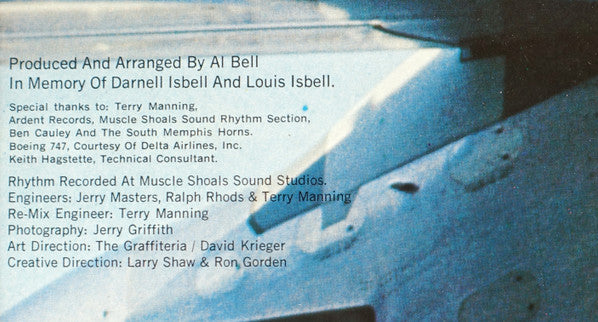 Produced And Arranged By Al Bell
In Memory Of Darnell Isbell And Louis Isbell.
Special thanks to: Terry Manning,
Ardent Records, Muscle Shoals Sound Rhythm Section,
Ben Cauley And The South Memphis Horns.
Boeing 747, Courtesy Of Delta Airlines, Inc.
Keith Hagstette, Technical Consultant.
Rhythm Recorded At Muscle Shoals Sound Studios.
Engineers: Jerry Masters, Ralph Rhods & Terry Manning
Re-Mix Engineer: Terry Manning
Photography: Jerry Griffith
Art Direction: The Graffiteria / David Krieger
Creative Direction: Larry Shaw & Ron Gorden